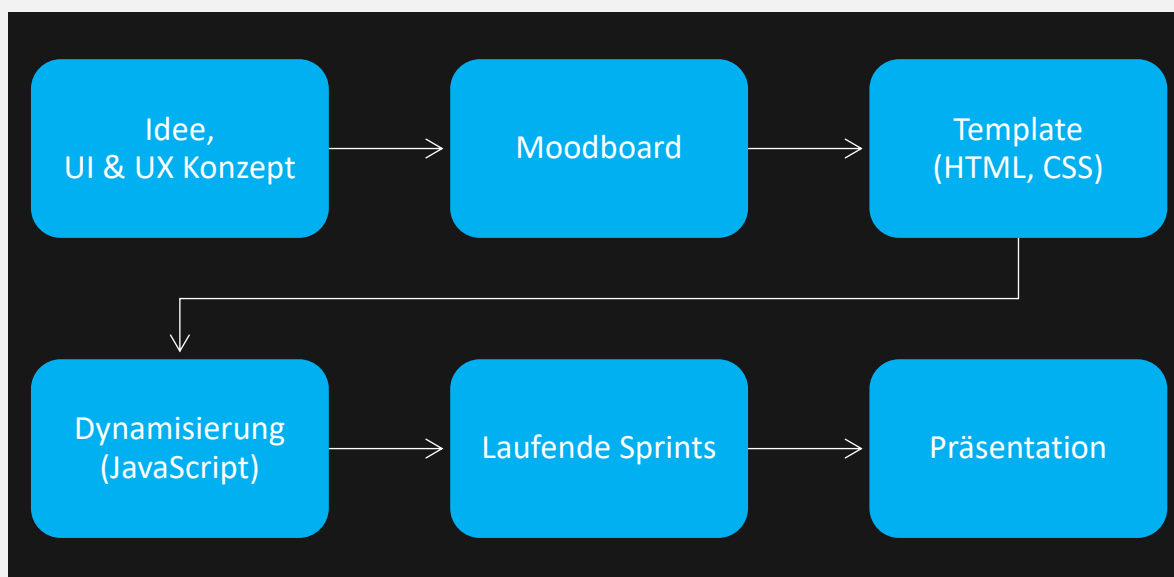 Idee,
UI & UX Konzept
Moodboard
Template
(HTML, CSS)
Dynamisierung
(JavaScript)
Laufende Sprints
Präsentation